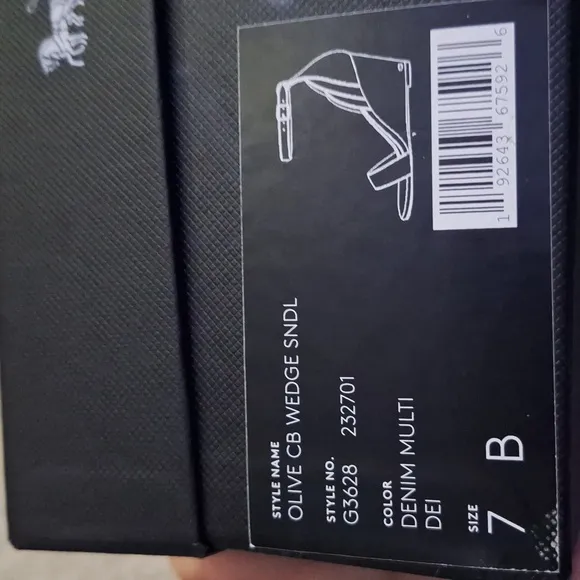 STYLE NAME
OLIVE CB WEDGE SNDL
STYLE NO.
G3628 232701
COLOR
DENIM MULTI
DEI
SIZE
7 B
1 92643 67592 6